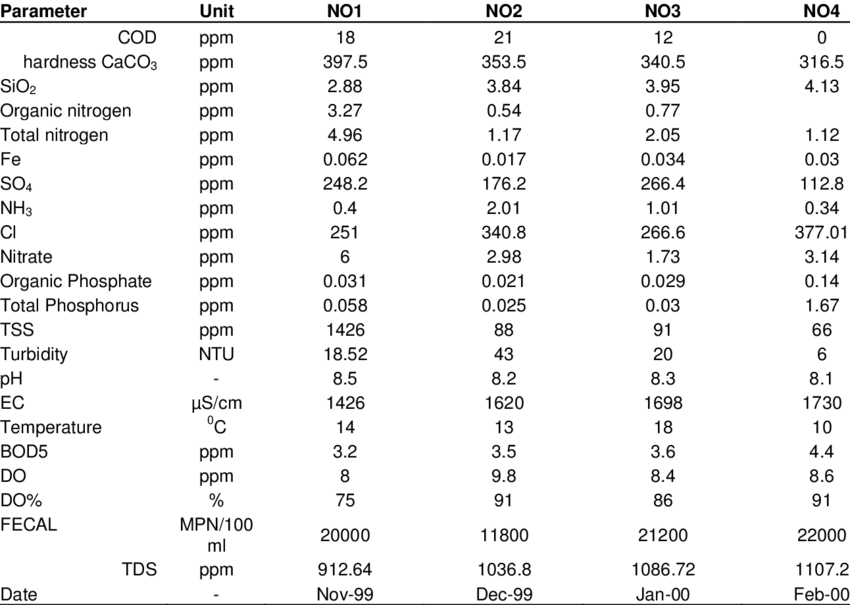 Parameter Unit NO1 NO2 NO3 NO4
COD ppm 18 21 12 0
hardness CaCO₃ ppm 397.5 353.5 340.5 316.5
SiO₂ ppm 2.88 3.84 3.95 4.13
Organic nitrogen ppm 3.27 0.54 0.77
Total nitrogen ppm 4.96 1.17 2.05 1.12
Fe ppm 0.062 0.017 0.034 0.03
SO₄ ppm 248.2 176.2 266.4 112.8
NH₃ ppm 0.4 2.01 1.01 0.34
Cl ppm 251 340.8 266.6 377.01
Nitrate ppm 6 2.98 1.73 3.14
Organic Phosphate ppm 0.031 0.021 0.029 0.14
Total Phosphorus ppm 0.058 0.025 0.03 1.67
TSS ppm 1426 88 91 66
Turbidity NTU 18.52 43 20 6
pH - 8.5 8.2 8.3 8.1
EC µS/cm 1426 1620 1698 1730
Temperature ⁰C 14 13 18 10
BOD5 ppm 3.2 3.5 3.6 4.4
DO ppm 8 9.8 8.4 8.6
DO% % 75 91 86 91
FECAL MPN/100 ml 20000 11800 21200 22000
TDS ppm 912.64 1036.8 1086.72 1107.2
Date - Nov-99 Dec-99 Jan-00 Feb-00